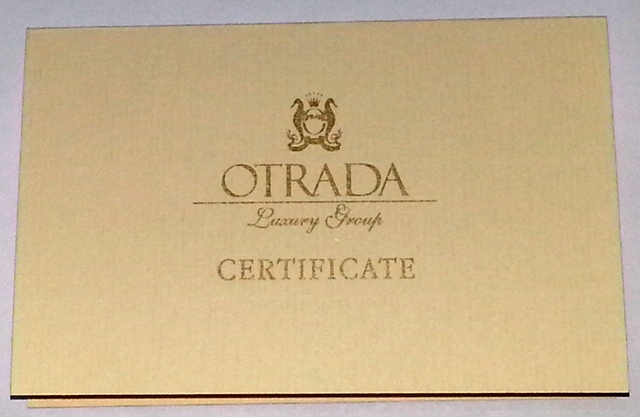 OTRADA
Luxury Group
CERTIFICATE